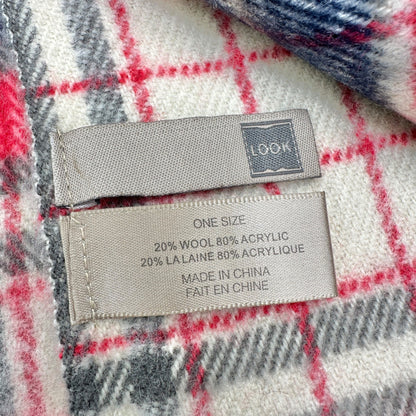 LOOK
ONE SIZE
20% WOOL 80% ACRYLIC
20% LA LAINE 80% ACRYLIQUE
MADE IN CHINA
FAIT EN CHINE